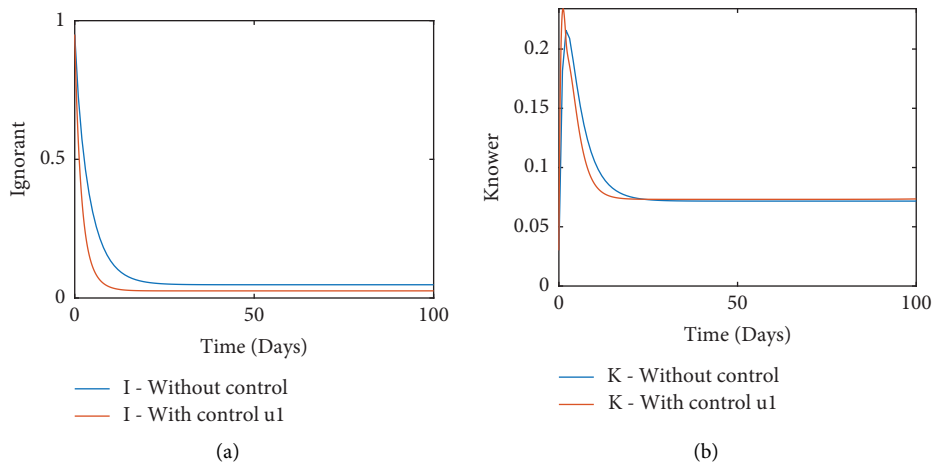 1
0.5
0
Ignorant
0
50
100
Time (Days)
I - Without control
I - With control u1
(a)
0.2
0.15
0.1
0.05
0
Knower
0
50
100
Time (Days)
K - Without control
K - With control u1
(b)